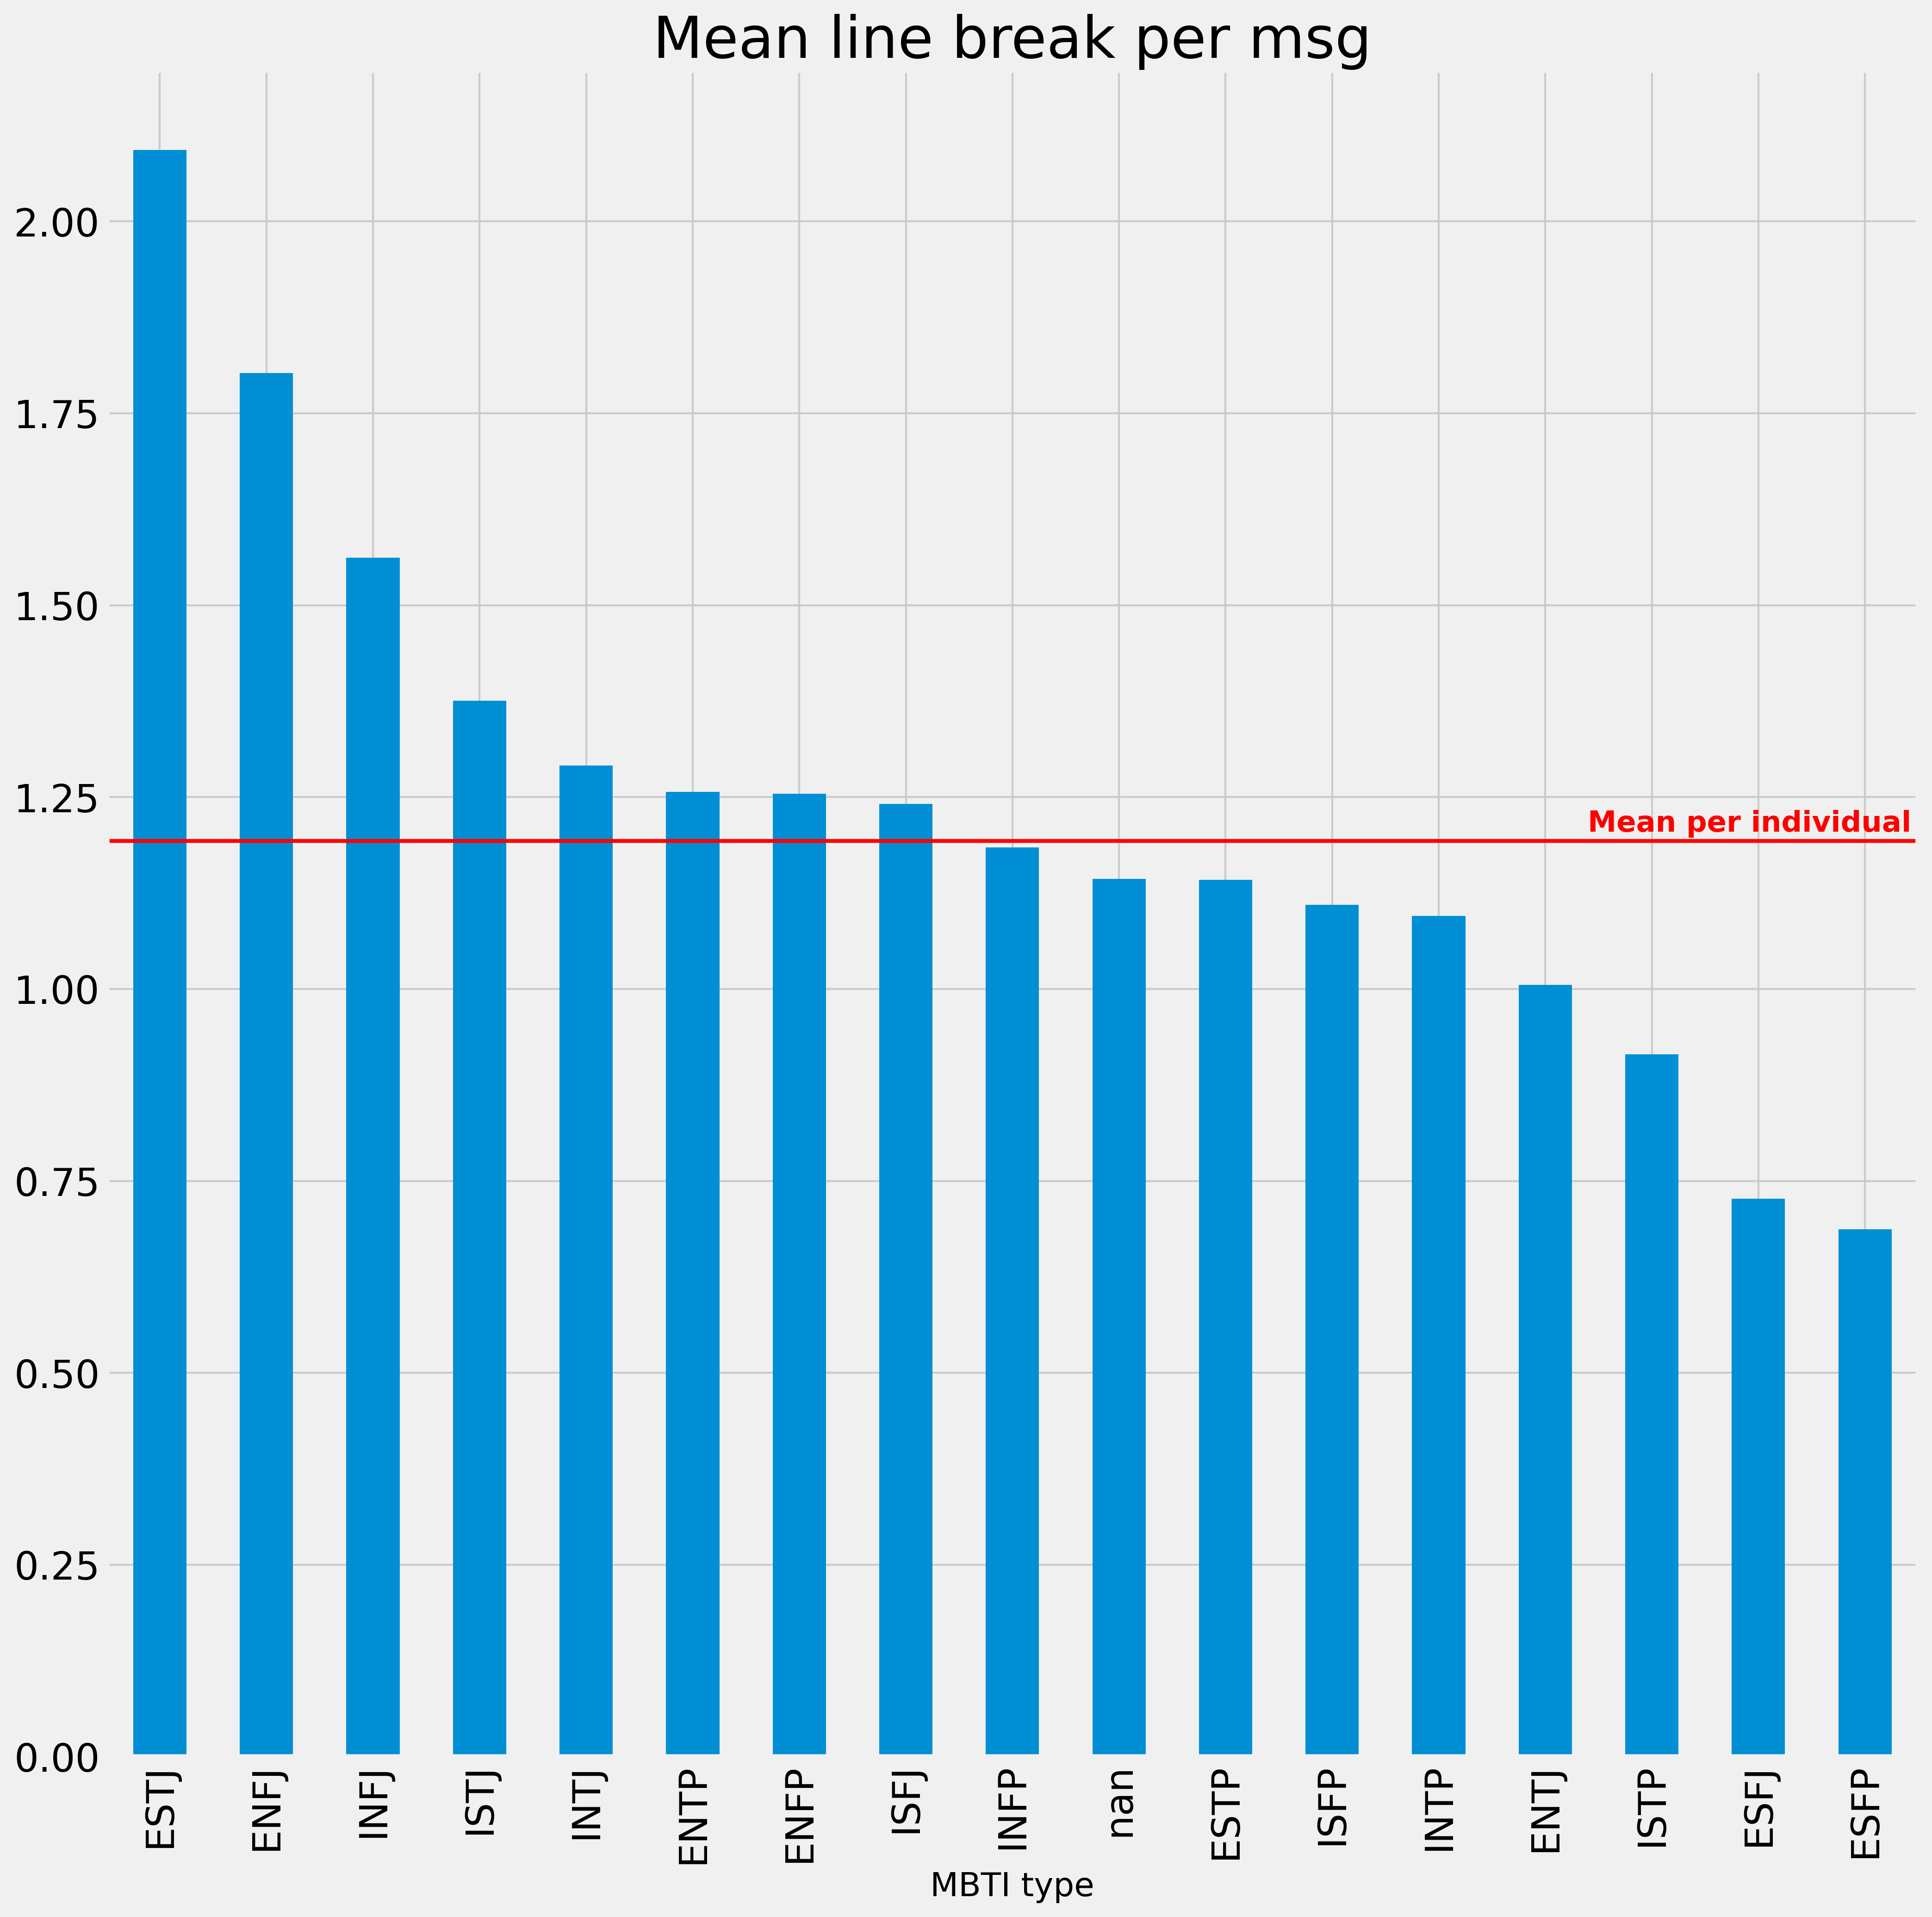 Mean line break per msg
2.00
1.75
1.50
1.25
1.00
0.75
0.50
0.25
0.00
Mean per individual
ESTJ
ENFJ
INFJ
ISTJ
INTJ
ENTP
ENFP
ISFJ
INFP
nan
ESTP
ISFP
INTP
ENTJ
ISTP
ESFJ
ESFP
MBTI type